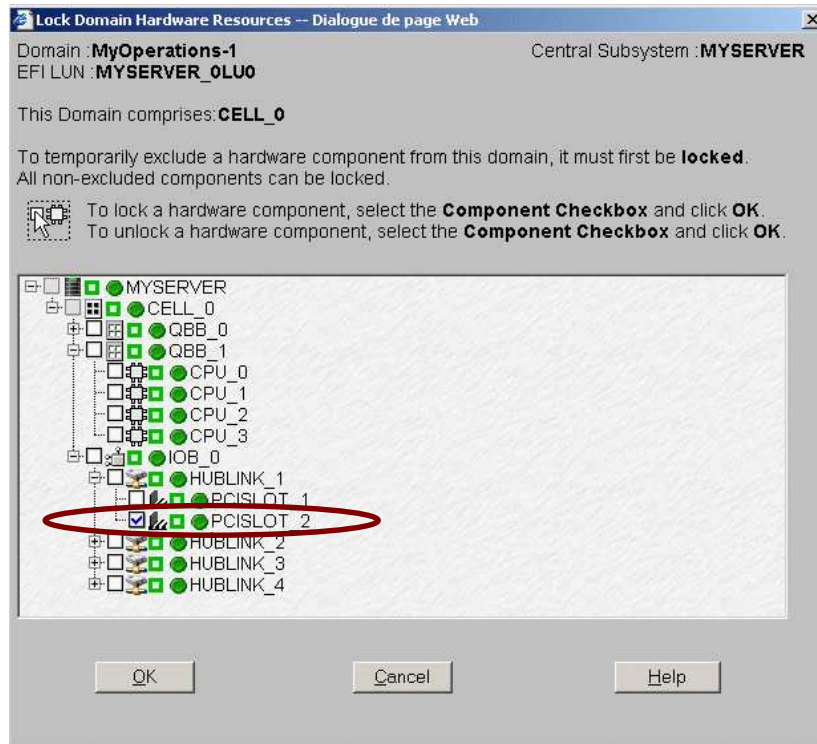 Lock Domain Hardware Resources -- Dialogue de page Web
Domain :MyOperations-1 Central Subsystem :MYSERVER
EFI LUN :MYSERVER_0LU0
This Domain comprises:CELL_0
To temporarily exclude a hardware component from this domain, it must first be locked.
All non-excluded components can be locked.
To lock a hardware component, select the Component Checkbox and click OK.
To unlock a hardware component, select the Component Checkbox and click OK.
MYSERVER
CELL_0
QBB_0
QBB_1
CPU_0
CPU_1
CPU_2
CPU_3
IOB_0
HUBLINK_1
PCISLOT_1
PCISLOT_2
HUBLINK_2
HUBLINK_3
HUBLINK_4
OK Cancel Help